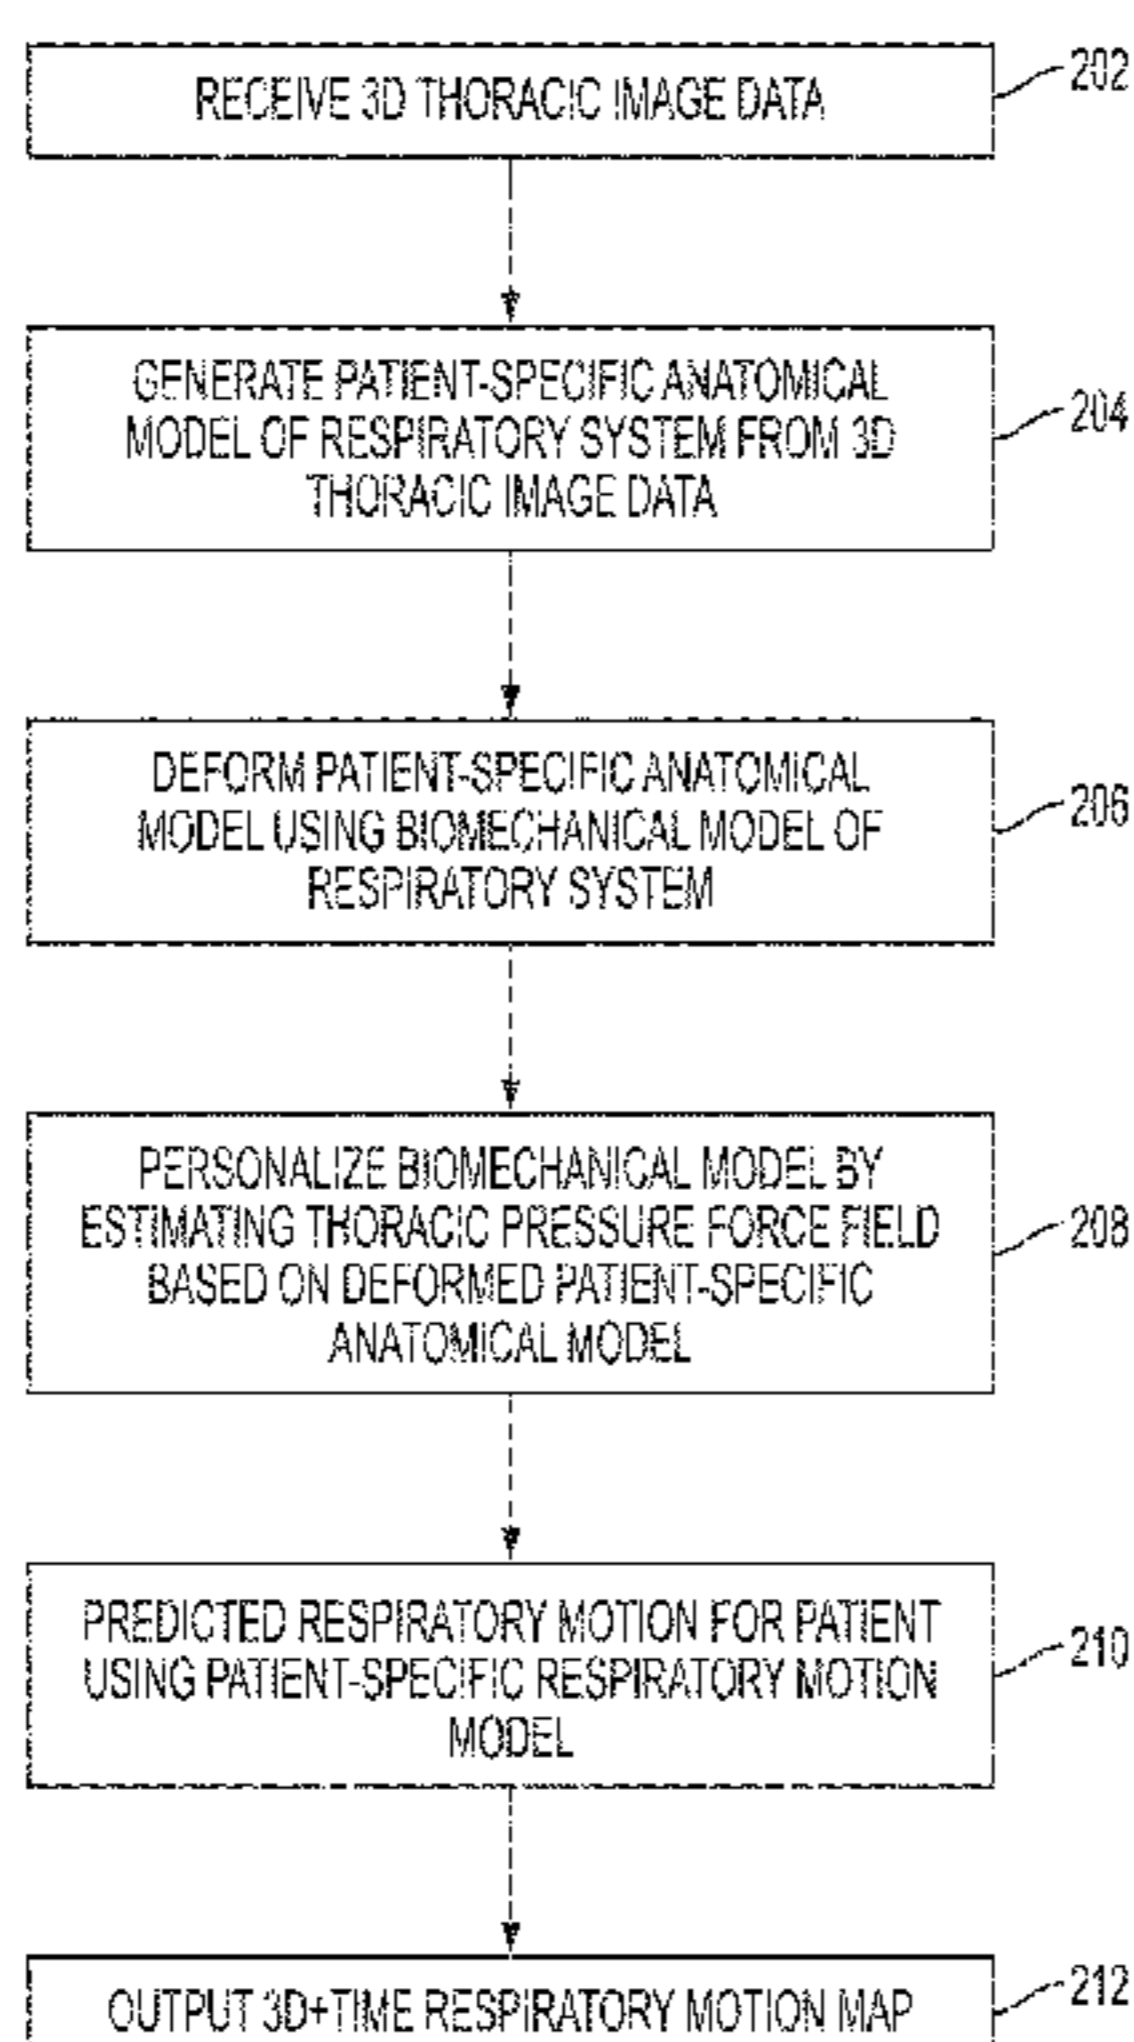 RECEIVE 3D THORACIC IMAGE DATA
202
GENERATE PATIENT-SPECIFIC ANATOMICAL
MODEL OF RESPIRATORY SYSTEM FROM 3D
THORACIC IMAGE DATA
204
DEFORM PATIENT-SPECIFIC ANATOMICAL
MODEL USING BIOMECHANICAL MODEL OF
RESPIRATORY SYSTEM
206
PERSONALIZE BIOMECHANICAL MODEL BY
ESTIMATING THORACIC PRESSURE FORCE FIELD
BASED ON DEFORMED PATIENT-SPECIFIC
ANATOMICAL MODEL
208
PREDICTED RESPIRATORY MOTION FOR PATIENT
USING PATIENT-SPECIFIC RESPIRATORY MOTION
MODEL
210
OUTPUT 3D+TIME RESPIRATORY MOTION MAP
212